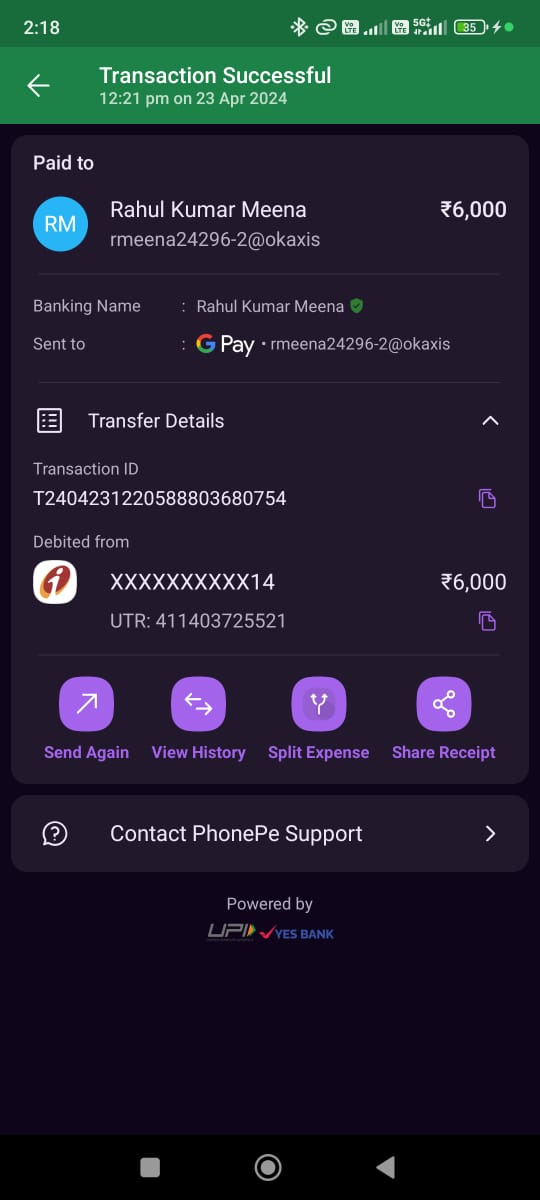 2:18
Vo LTE Vo LTE 5G+ 35
Transaction Successful
12:21 pm on 23 Apr 2024
Paid to
RM Rahul Kumar Meena ₹6,000
rmeena24296-2@okaxis
Banking Name : Rahul Kumar Meena
Sent to : G Pay • rmeena24296-2@okaxis
Transfer Details
Transaction ID
T2404231220588803680754
Debited from
XXXXXXXXXX14 ₹6,000
UTR: 411403725521
Send Again View History Split Expense Share Receipt
Contact PhonePe Support
Powered by
UPI YES BANK